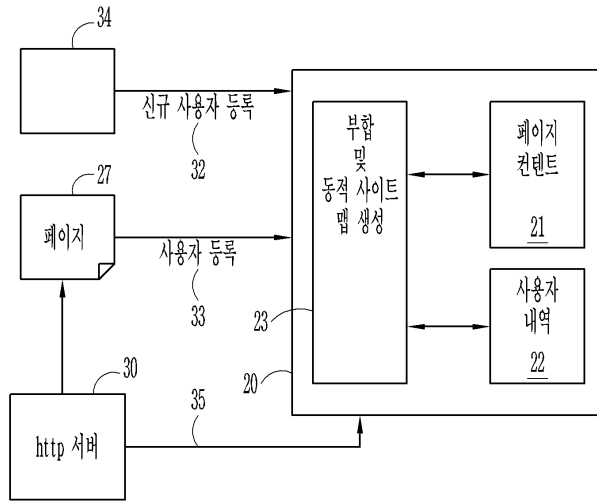 34
신규 사용자 등록
32
27
페이지
사용자 등록
33
30
http 서버
35
20
23
부합
및
동적 사이트
맵 생성
페이지
컨텐트
21
사용자
내역
22